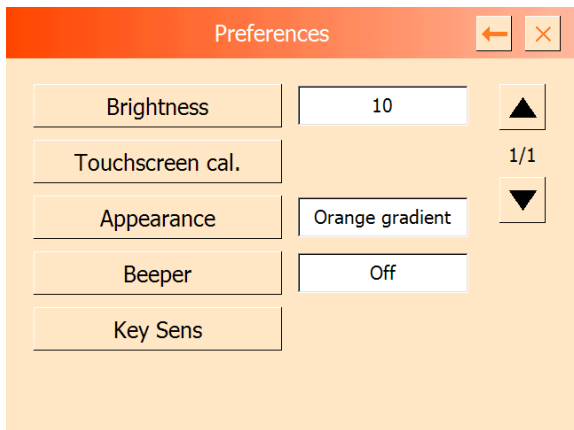 Preferences
Brightness 10
1/1
Touchscreen cal.
Appearance Orange gradient
Beeper Off
Key Sens